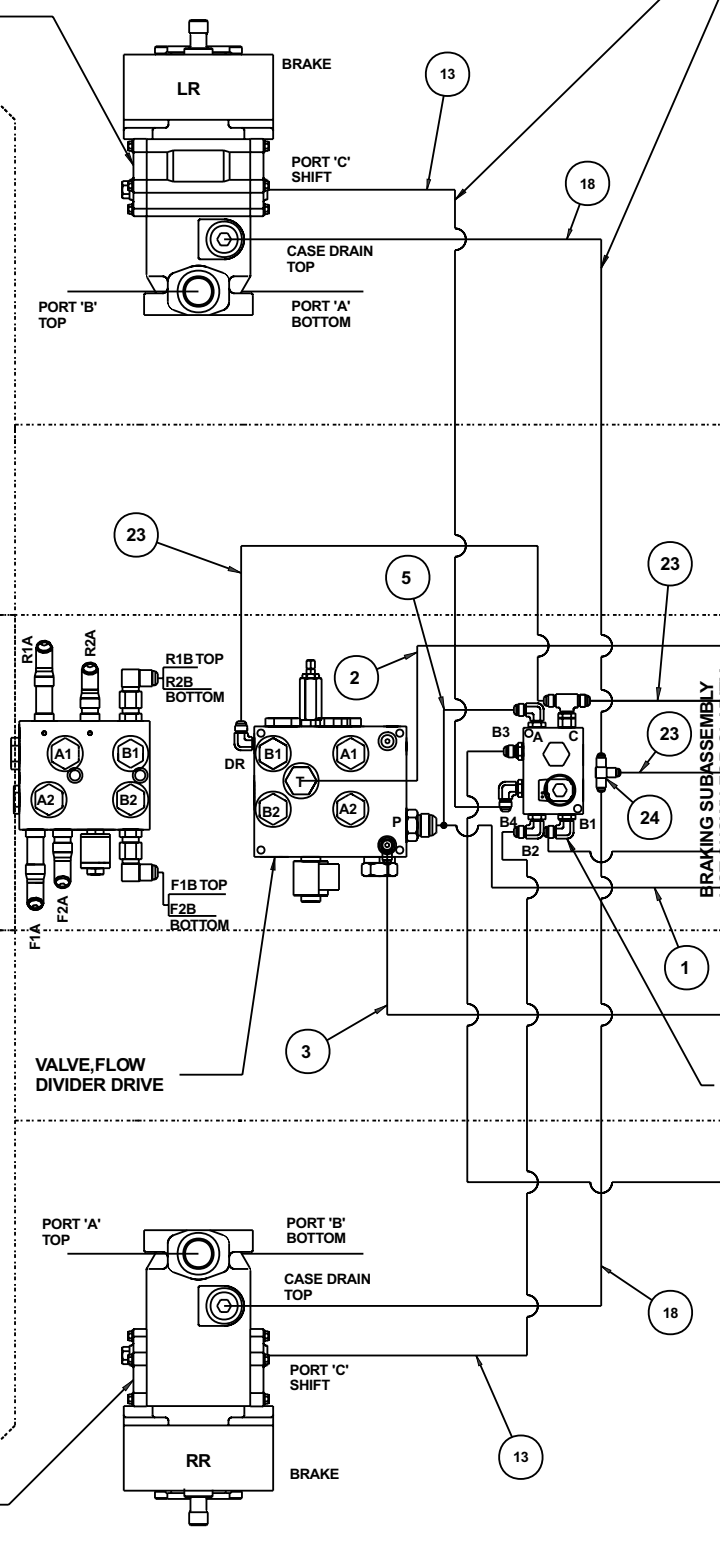 BRAKE
LR
13
PORT 'C'
SHIFT
18
CASE DRAIN
TOP
PORT 'B'
TOP
PORT 'A'
BOTTOM
23
5
23
R1A
R2A
R1B TOP
R2B
BOTTOM
2
A1
B1
A2
B2
DR
B1
A1
T
B2
A2
P
B3
A
C
B4
B2
B1
23
24
BRAKING SUBASSEMBLY
F1A
F2A
F1B TOP
F2B
BOTTOM
1
3
VALVE,FLOW
DIVIDER DRIVE
PORT 'A'
TOP
PORT 'B'
BOTTOM
CASE DRAIN
TOP
18
PORT 'C'
SHIFT
13
RR
BRAKE